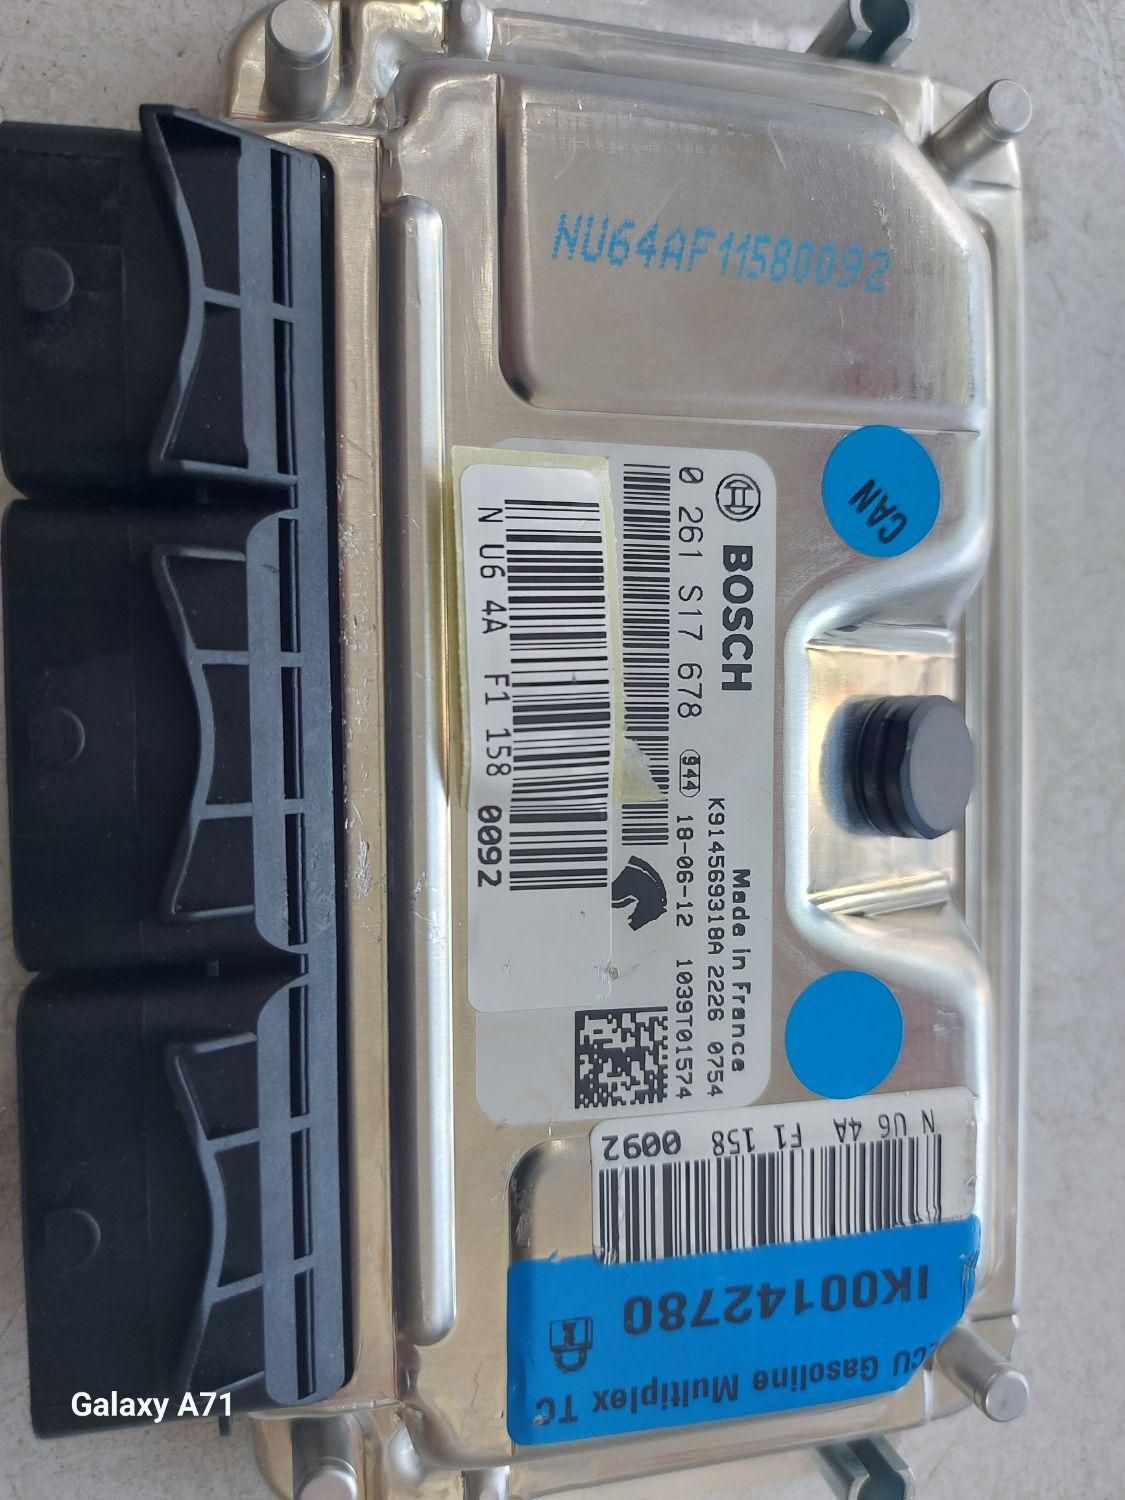 NU64AF11580092
CAN
BOSCH
Made in France
K914569318A 2226 0754
0 261 S17 678 944 18-06-12 1039T01574
N U6 4A F1 158 0092
N U6 4A F1 158 0092
IK00142780
ECU Gasoline Multiplex TC
Galaxy A71